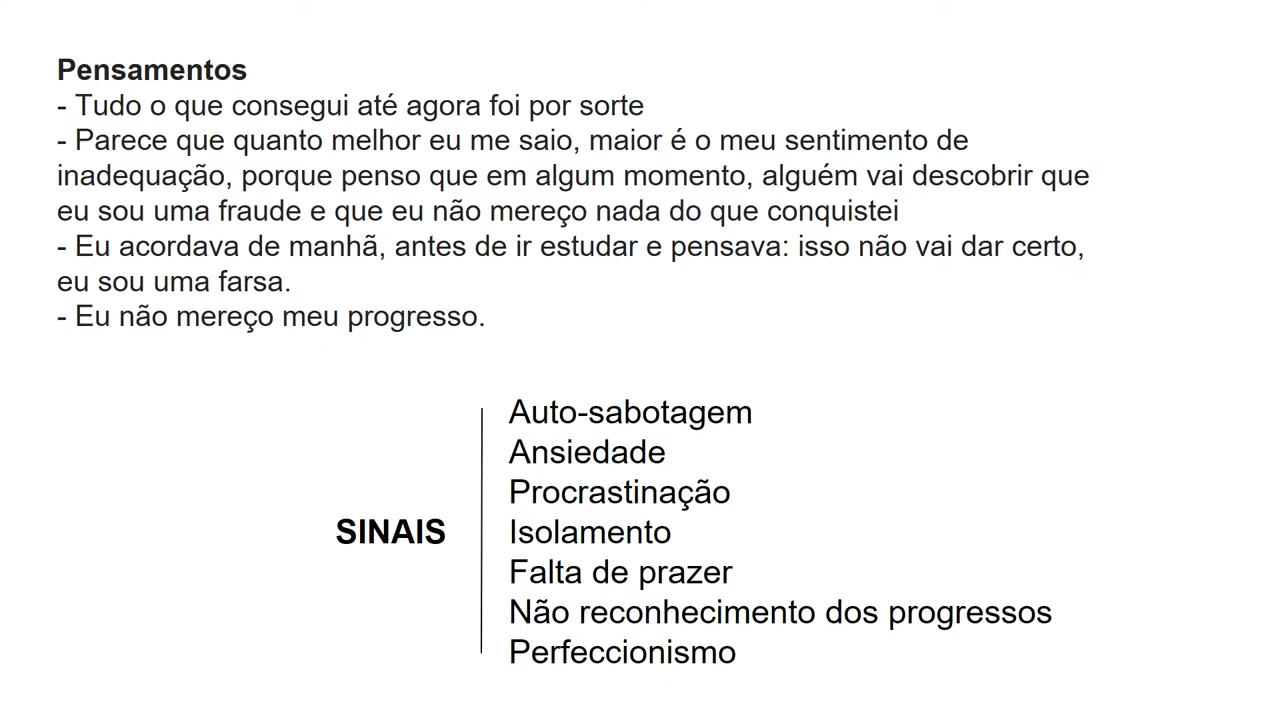 Pensamentos
- Tudo o que consegui até agora foi por sorte
- Parece que quanto melhor eu me saio, maior é o meu sentimento de
inadequação, porque penso que em algum momento, alguém vai descobrir que
eu sou uma fraude e que eu não mereço nada do que conquistei
- Eu acordava de manhã, antes de ir estudar e pensava: isso não vai dar certo,
eu sou uma farsa.
- Eu não mereço meu progresso.
SINAIS
Auto-sabotagem
Ansiedade
Procrastinação
Isolamento
Falta de prazer
Não reconhecimento dos progressos
Perfeccionismo